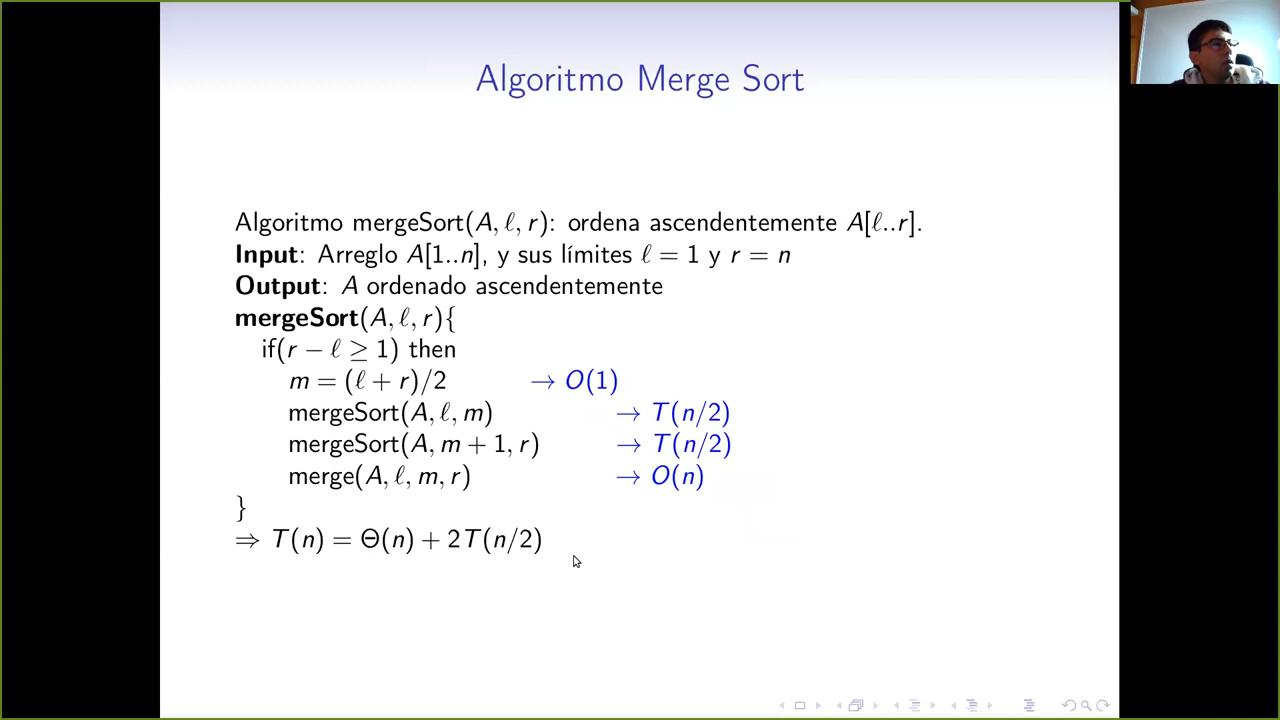 Algoritmo Merge Sort
Algoritmo mergeSort(A, ℓ, r): ordena ascendentemente A[ℓ..r].
Input: Arreglo A[1..n], y sus límites ℓ = 1 y r = n
Output: A ordenado ascendentemente
mergeSort(A, ℓ, r){
if(r − ℓ ≥ 1) then
m = (ℓ + r)/2 → O(1)
mergeSort(A, ℓ, m) → T(n/2)
mergeSort(A, m + 1, r) → T(n/2)
merge(A, ℓ, m, r) → O(n)
}
⇒ T(n) = Θ(n) + 2T(n/2)